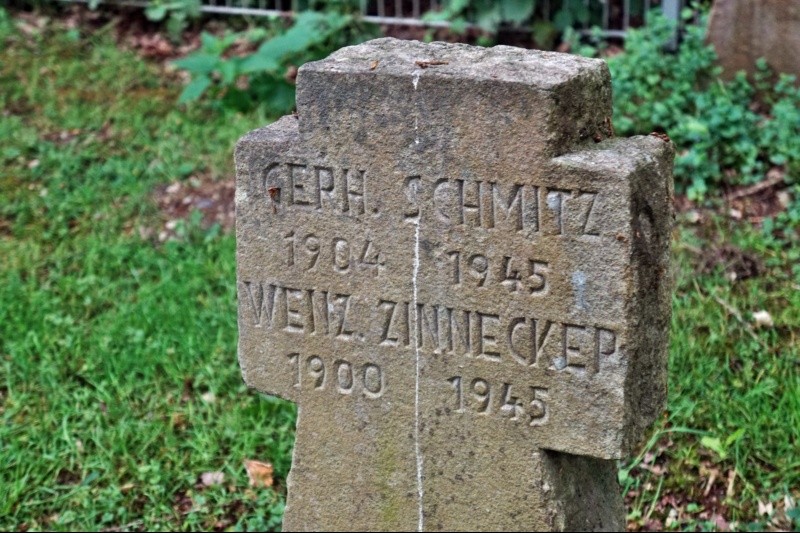 GERH. SCHMITZ
1904 1945
WENZ. ZINNECKER
1900 1945